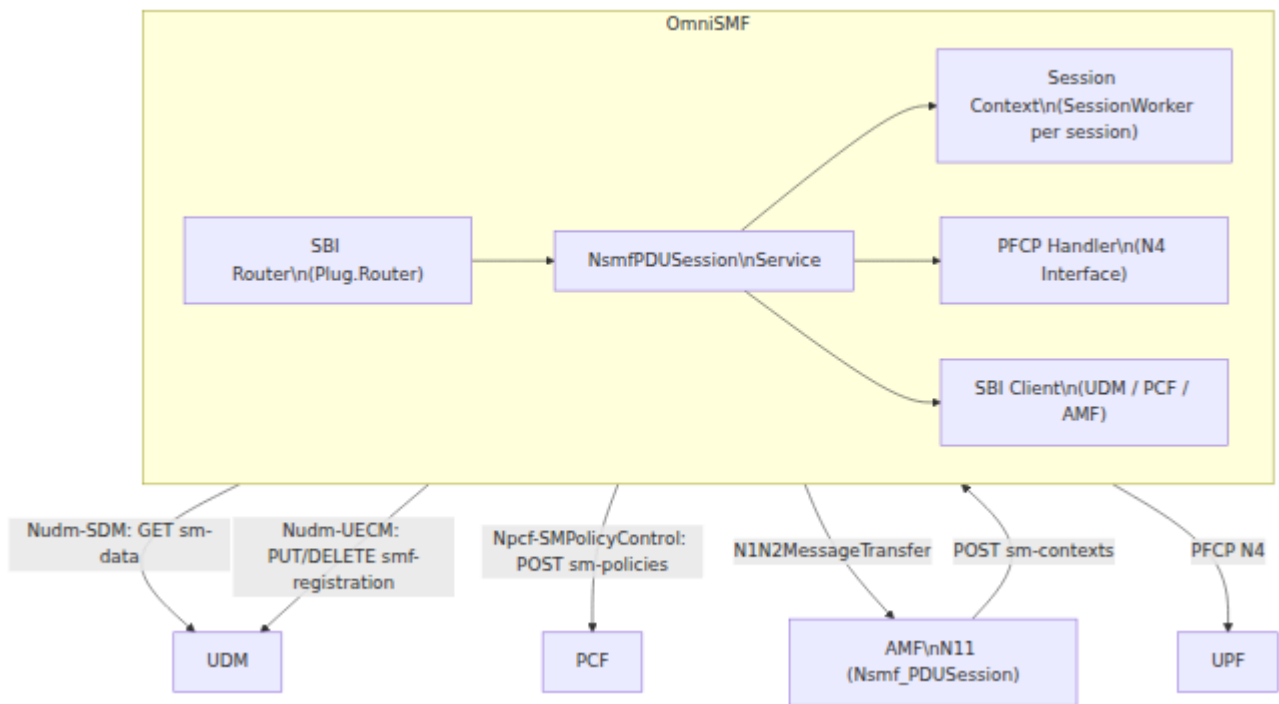 OmniSMF
Session
Context\n(SessionWorker
per session)
SBI
Router\n(Plug.Router)
NsmfPDUSession\nService
PFCP Handler\n(N4
Interface)
SBI Client\n(UDM / PCF /
AMF)
Nudm-SDM: GET sm-
data
Nudm-UECM:
PUT/DELETE smf-
registration
Npcf-SMPolicyControl:
POST sm-policies
N1N2MessageTransfer
POST sm-contexts
PFCP N4
UDM
PCF
AMF\nN11
(Nsmf_PDUSession)
UPF